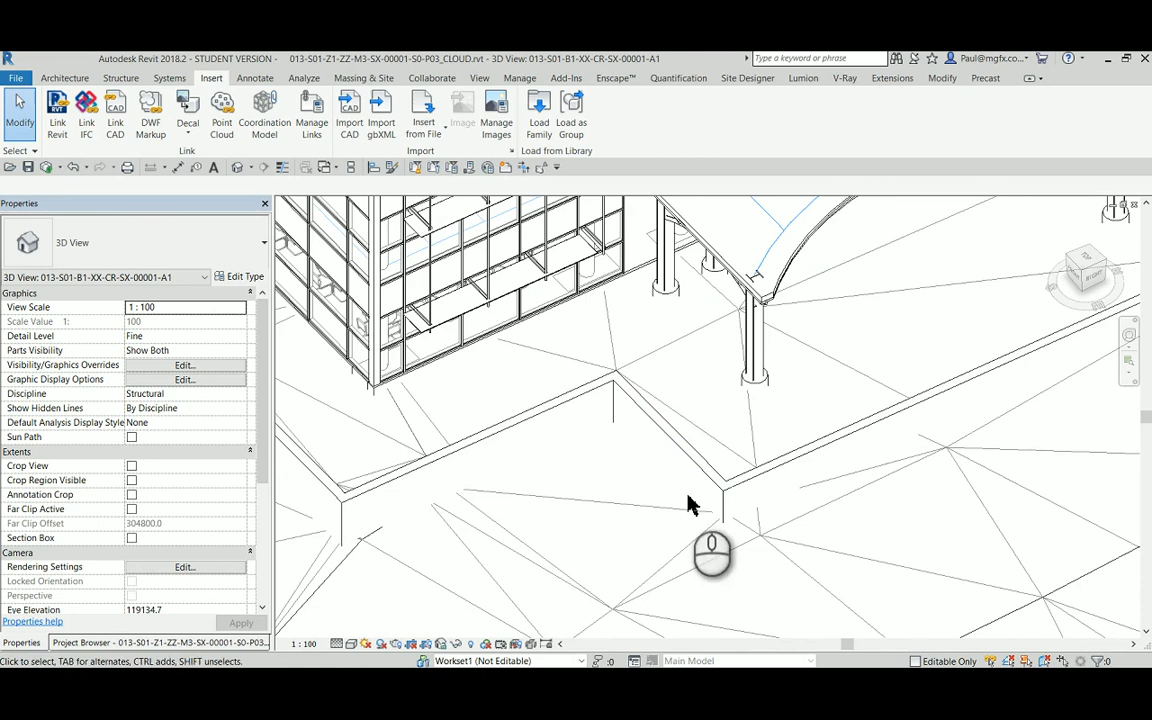 Autodesk Revit 2018.2 - STUDENT VERSION - 013-S01-Z1-ZZ-M3-SX-00001-S0-P03_CLOUD.rvt - 3D View: 013-S01-B1-XX-CR-SX-00001-A1
Type a keyword or phrase
Paul@mgfx.co...
File Architecture Structure Systems Insert Annotate Analyze Massing & Site Collaborate View Manage Add-Ins Enscape™ Quantification Site Designer Lumion V-Ray Extensions Modify Precast
Modify
Link Revit
Link IFC
Link CAD
DWF Markup
Decal
Point Cloud
Coordination Model
Manage Links
Import CAD
Import gbXML
Insert from File
Image
Manage Images
Load Family
Load as Group
Select
Link
Import
Load from Library
Properties
3D View
3D View: 013-S01-B1-XX-CR-SX-00001-A1
Edit Type
Graphics
View Scale 1 : 100
Scale Value 1: 100
Detail Level Fine
Parts Visibility Show Both
Visibility/Graphics Overrides Edit...
Graphic Display Options Edit...
Discipline Structural
Show Hidden Lines By Discipline
Default Analysis Display Style None
Sun Path
Extents
Crop View
Crop Region Visible
Annotation Crop
Far Clip Active
Far Clip Offset 304800.0
Section Box
Camera
Rendering Settings Edit...
Locked Orientation
Perspective
Eye Elevation 119134.7
Properties help
Apply
Properties
Project Browser - 013-S01-Z1-ZZ-M3-SX-00001-S0-P03...
1 : 100
Click to select, TAB for alternates, CTRL adds, SHIFT unselects.
Workset1 (Not Editable)
:0
Main Model
Editable Only
:0